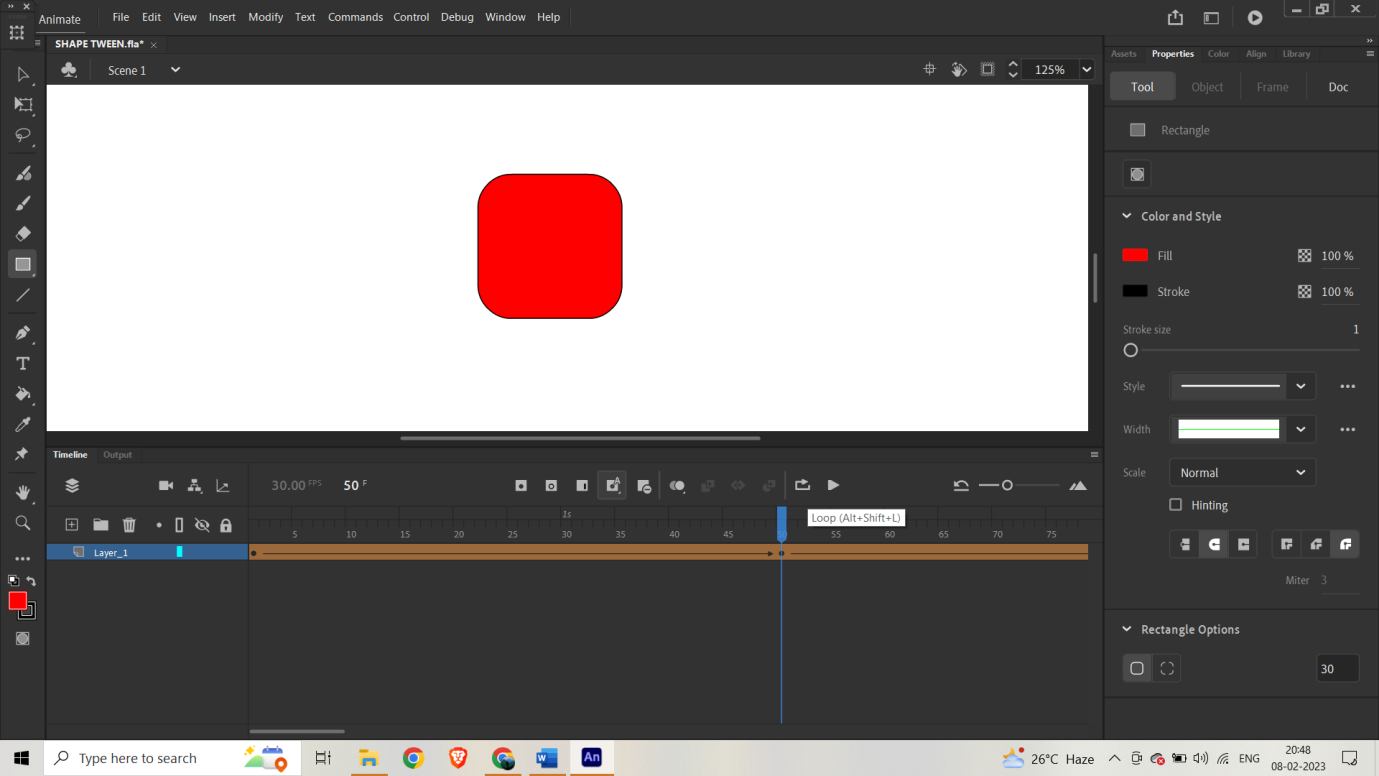 Animate File Edit View Insert Modify Text Commands Control Debug Window Help
SHAPE TWEEN.fla* ×
Scene 1 125%
Assets Properties Color Align Library
Tool Object Frame Doc
Rectangle
Color and Style
Fill 100 %
Stroke 100 %
Stroke size 1
Style
Width
Scale Normal
Hinting
Miter 3
Rectangle Options
30
Timeline Output
30.00 FPS 50 F
1s
Loop (Alt+Shift+L)
5 10 15 20 25 30 35 40 45 50 55 60 65 70 75
Layer_1
Type here to search An 26°C Haze ENG 20:48
08-02-2023